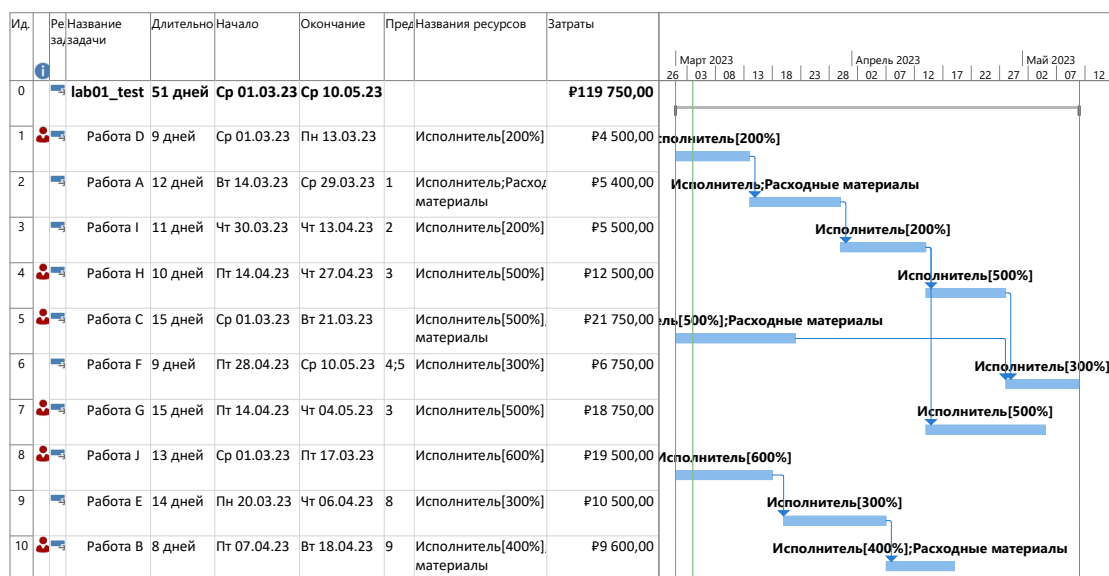 Ид. Ре Название Длительно Начало Окончание Пред Названия ресурсов Затраты
за, задачи
Март 2023 Апрель 2023 Май 2023
26 03 08 13 18 23 28 02 07 12 17 22 27 02 07 12
0 lab01_test 51 дней Ср 01.03.23 Ср 10.05.23 ₽119 750,00
1 Работа D 9 дней Ср 01.03.23 Пн 13.03.23 Исполнитель[200%] ₽4 500,00 сполнитель[200%]
2 Работа A 12 дней Вт 14.03.23 Ср 29.03.23 1 Исполнитель;Расход ₽5 400,00 Исполнитель;Расходные материалы
материалы
3 Работа I 11 дней Чт 30.03.23 Чт 13.04.23 2 Исполнитель[200%] ₽5 500,00 Исполнитель[200%]
4 Работа H 10 дней Пт 14.04.23 Чт 27.04.23 3 Исполнитель[500%] ₽12 500,00 Исполнитель[500%]
5 Работа C 15 дней Ср 01.03.23 Вт 21.03.23 Исполнитель[500%] ₽21 750,00 ль[500%];Расходные материалы
материалы
6 Работа F 9 дней Пт 28.04.23 Ср 10.05.23 4;5 Исполнитель[300%] ₽6 750,00 Исполнитель[300%]
7 Работа G 15 дней Пт 14.04.23 Чт 04.05.23 3 Исполнитель[500%] ₽18 750,00 Исполнитель[500%]
8 Работа J 13 дней Ср 01.03.23 Пт 17.03.23 Исполнитель[600%] ₽19 500,00 Исполнитель[600%]
9 Работа E 14 дней Пн 20.03.23 Чт 06.04.23 8 Исполнитель[300%] ₽10 500,00 Исполнитель[300%]
10 Работа B 8 дней Пт 07.04.23 Вт 18.04.23 9 Исполнитель[400%] ₽9 600,00 Исполнитель[400%];Расходные материалы
материалы